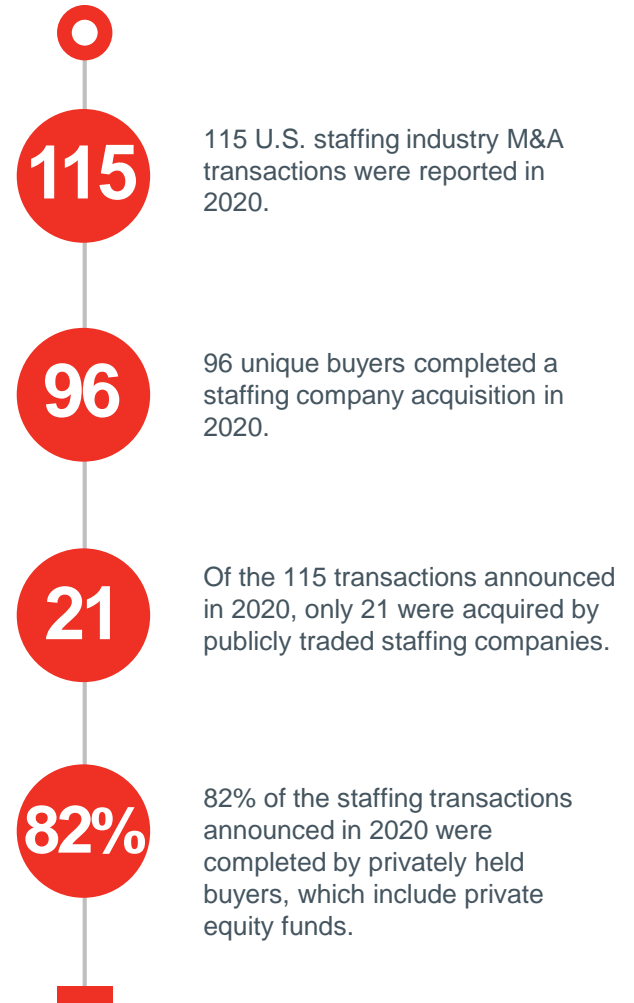 115
115 U.S. staffing industry M&A
transactions were reported in
2020.
96
96 unique buyers completed a
staffing company acquisition in
2020.
21
Of the 115 transactions announced
in 2020, only 21 were acquired by
publicly traded staffing companies.
82%
82% of the staffing transactions
announced in 2020 were
completed by privately held
buyers, which include private
equity funds.